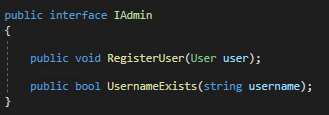 public interface IAdmin
{
public void RegisterUser(User user);
public bool UsernameExists(string username);
}